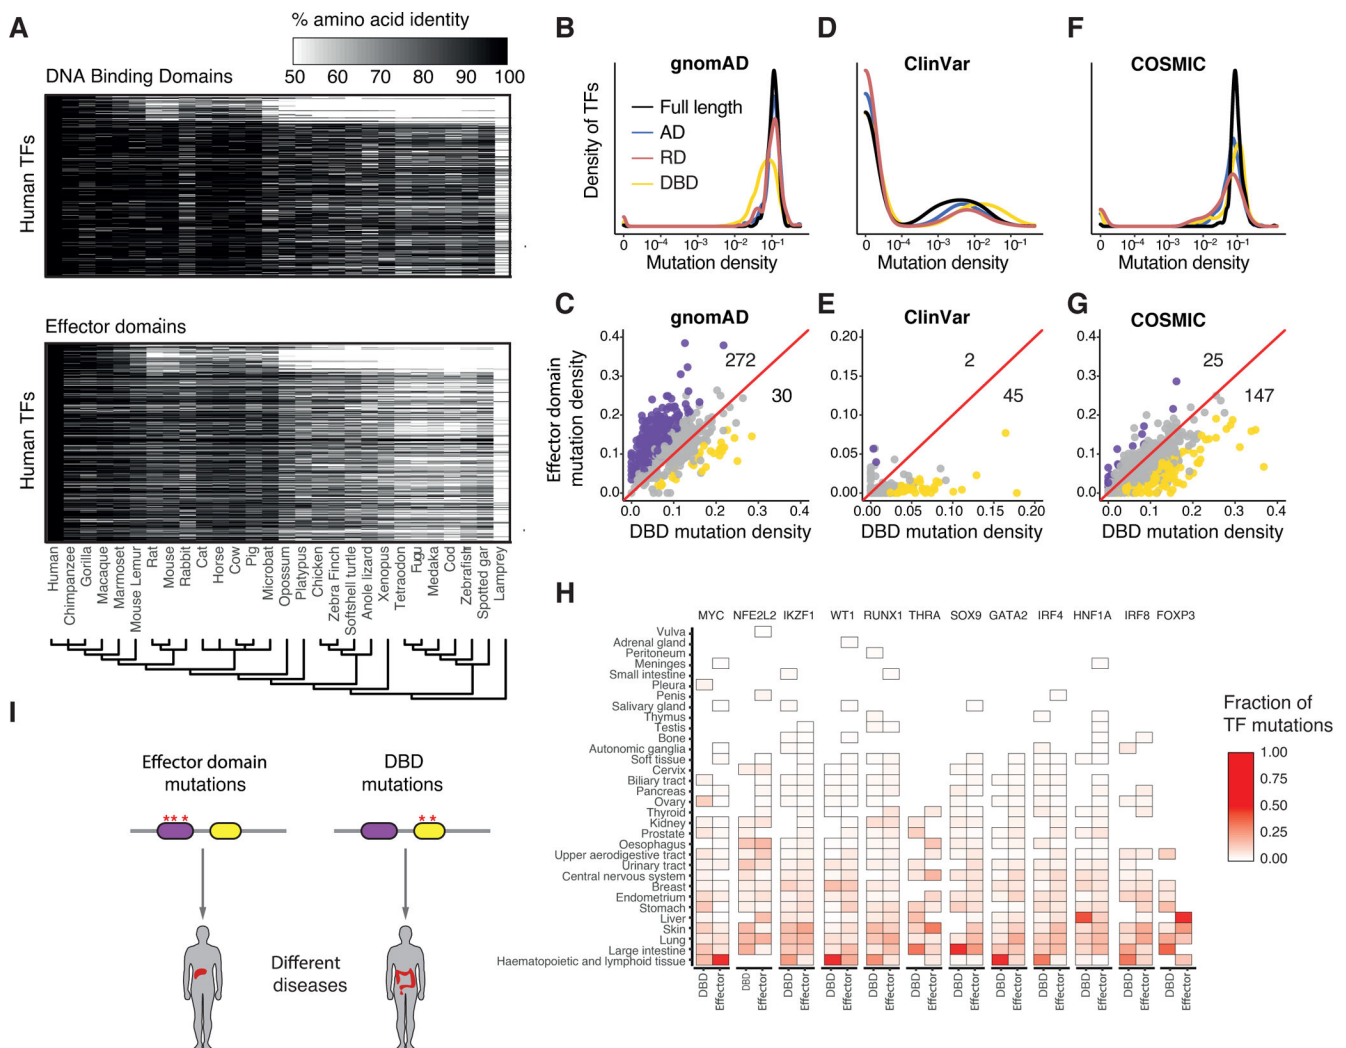 A
% amino acid identity
50 60 70 80 90 100
DNA Binding Domains
Human TFs
Effector domains
Human TFs
Human
Chimpanzee
Gorilla
Macaque
Marmoset
Mouse Lemur
Rat
Mouse
Rabbit
Cat
Horse
Cow
Pig
Microbat
Opossum
Platypus
Chicken
Zebra Finch
Softshell turtle
Anole lizard
Xenopus
Tetraodon
Fugu
Medaka
Cod
Zebrafish
Spotted gar
Lamprey
B
gnomAD
Density of TFs
Full length
AD
RD
DBD
0 10⁻⁴ 10⁻³ 10⁻² 10⁻¹
Mutation density
D
ClinVar
0 10⁻⁴ 10⁻³ 10⁻² 10⁻¹
Mutation density
F
COSMIC
0 10⁻⁴ 10⁻³ 10⁻² 10⁻¹
Mutation density
C
gnomAD
Effector domain
mutation density
0.4
0.3
0.2
0.1
0.0
272
30
0.0 0.1 0.2 0.3 0.4
DBD mutation density
E
ClinVar
0.20
0.15
0.10
0.05
0.00
2
45
0.00 0.05 0.10 0.15 0.20
DBD mutation density
G
COSMIC
0.4
0.3
0.2
0.1
0.0
25
147
0.0 0.1 0.2 0.3 0.4
DBD mutation density
H
MYC NFE2L2 IKZF1 WT1 RUNX1 THRA SOX9 GATA2 IRF4 HNF1A IRF8 FOXP3
Vulva
Adrenal gland
Peritoneum
Meninges
Small intestine
Pleura
Penis
Salivary gland
Thymus
Testis
Bone
Autonomic ganglia
Soft tissue
Cervix
Biliary tract
Pancreas
Ovary
Thyroid
Kidney
Prostate
Oesophagus
Upper aerodigestive tract
Urinary tract
Central nervous system
Breast
Endometrium
Stomach
Liver
Skin
Lung
Large intestine
Haematopoietic and lymphoid tissue
DBD Effector DBD Effector DBD Effector DBD Effector DBD Effector DBD Effector DBD Effector DBD Effector DBD Effector DBD Effector DBD Effector DBD Effector
Fraction of
TF mutations
1.00
0.75
0.50
0.25
0.00
I
Effector domain
mutations
DBD
mutations
*** 
**
Different
diseases